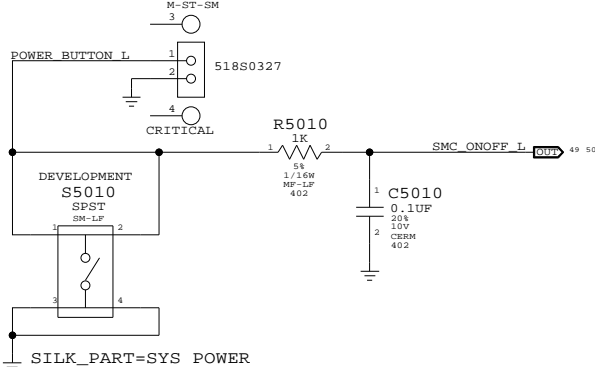 M-ST-SM
3
POWER_BUTTON_L
1
2
518S0327
4
CRITICAL
R5010
1K
1
2
5%
1/16W
MF-LF
402
SMC_ONOFF_L
OUT
49 50
DEVELOPMENT
S5010
SPST
SM-LF
1
2
3
4
1
C5010
0.1UF
20%
10V
2
CERM
402
SILK_PART=SYS POWER